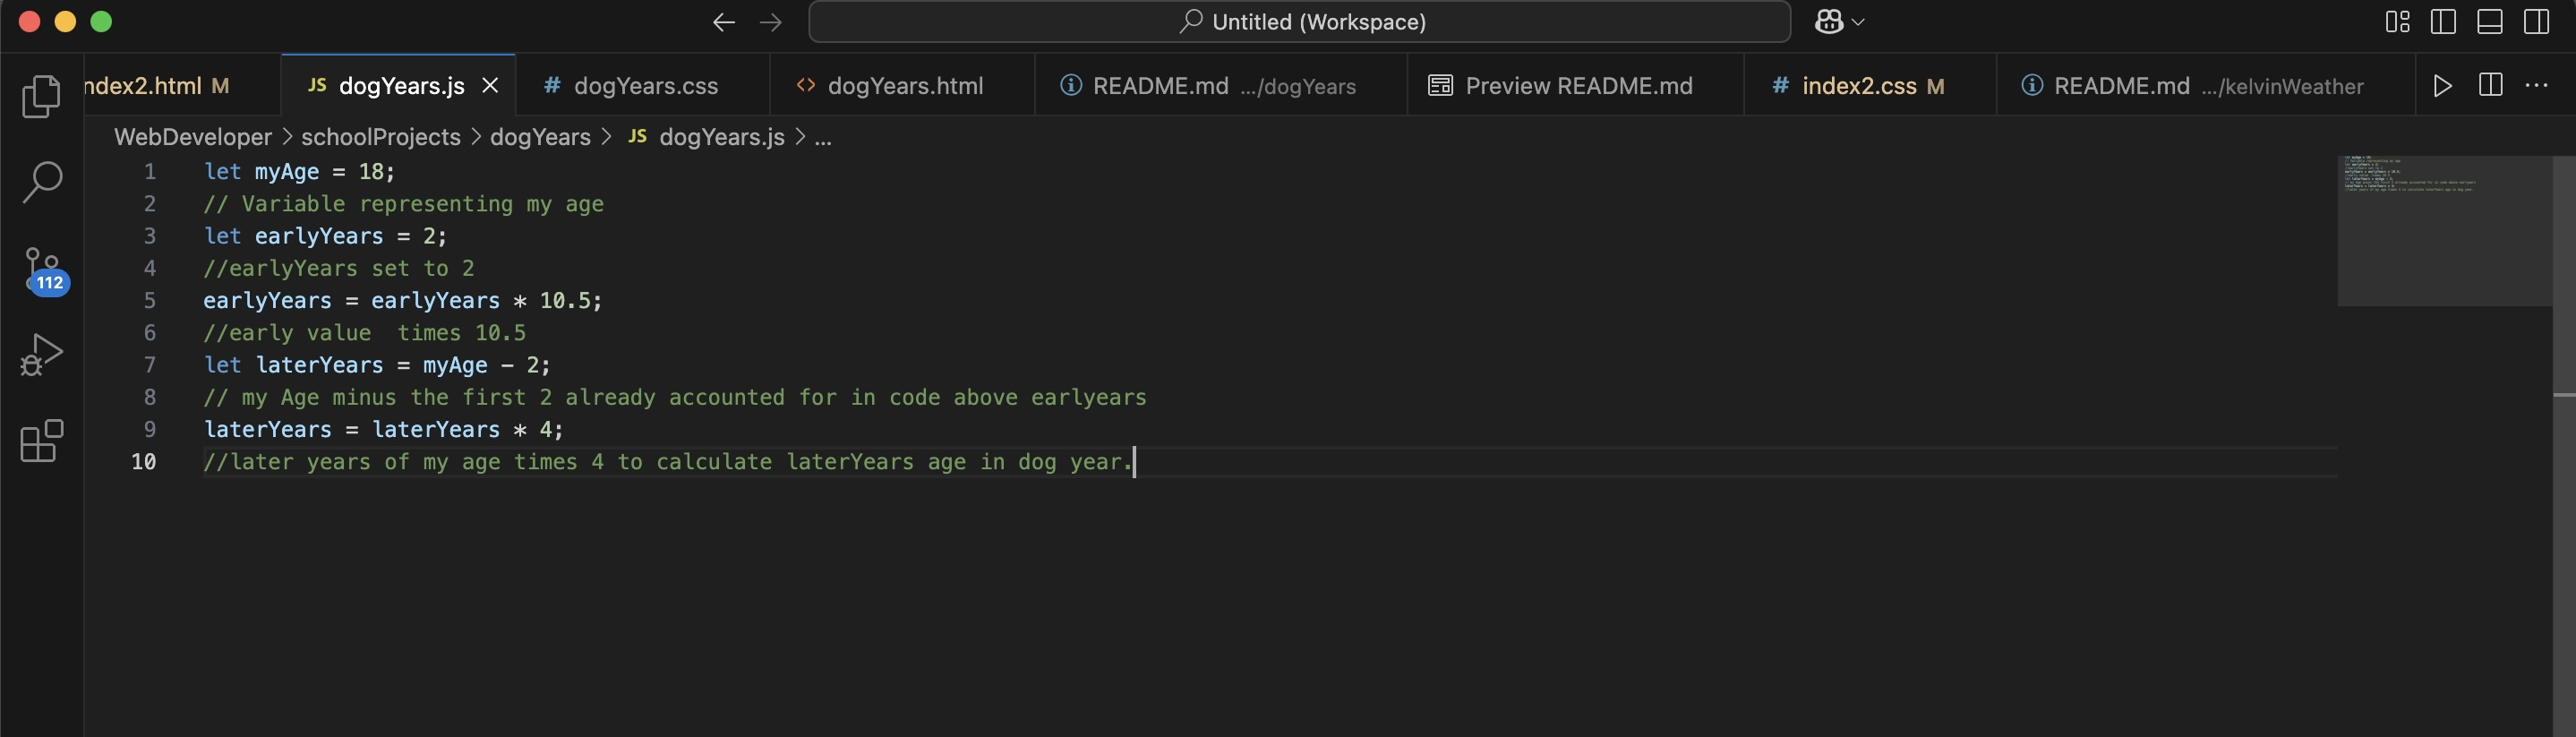 Untitled (Workspace)
ndex2.html M
JS dogYears.js
# dogYears.css
<> dogYears.html
README.md .../dogYears
Preview README.md
# index2.css M
README.md .../kelvinWeather
WebDeveloper > schoolProjects > dogYears > JS dogYears.js > ...
1 let myAge = 18;
2 // Variable representing my age
3 let earlyYears = 2;
4 //earlyYears set to 2
5 earlyYears = earlyYears * 10.5;
6 //early value  times 10.5
7 let laterYears = myAge - 2;
8 // my Age minus the first 2 already accounted for in code above earlyears
9 laterYears = laterYears * 4;
10 //later years of my age times 4 to calculate laterYears age in dog year.
112